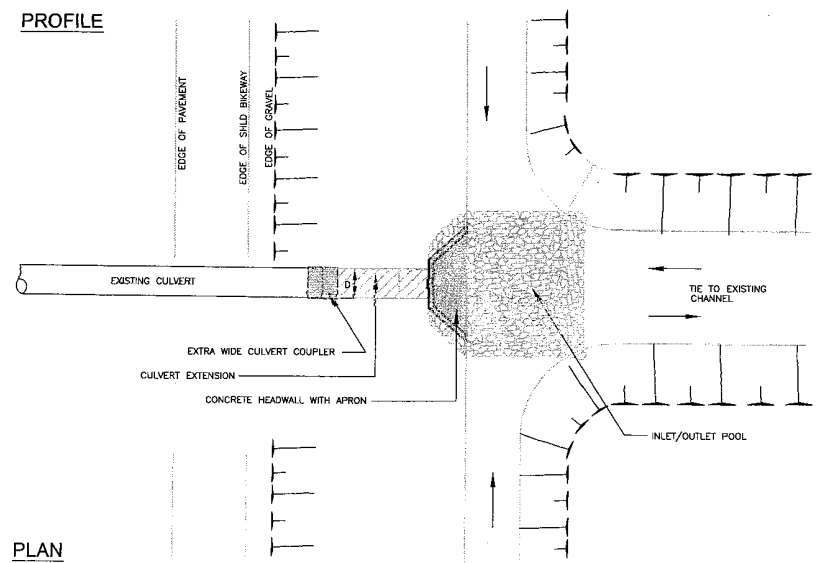 PROFILE
EDGE OF PAVEMENT
EDGE OF SHLD BIKEWAY
EDGE OF GRAVEL
EXISTING CULVERT
D
TIE TO EXISTING
CHANNEL
EXTRA WIDE CULVERT COUPLER
CULVERT EXTENSION
CONCRETE HEADWALL WITH APRON
INLET/OUTLET POOL
PLAN